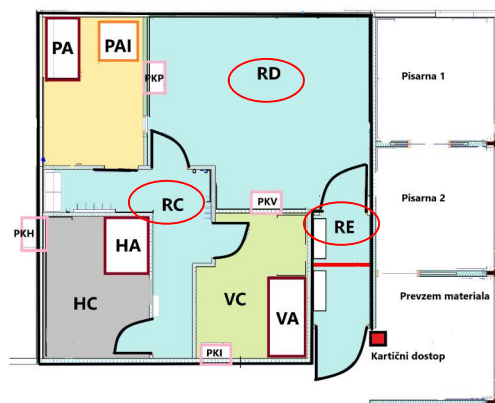 PA
PAI
PKP
RD
Pisarna 1
RC
PKV
RE
Pisarna 2
PKH
HA
HC
VC
VA
PKI
Prevzem materiala
Kartični dostop